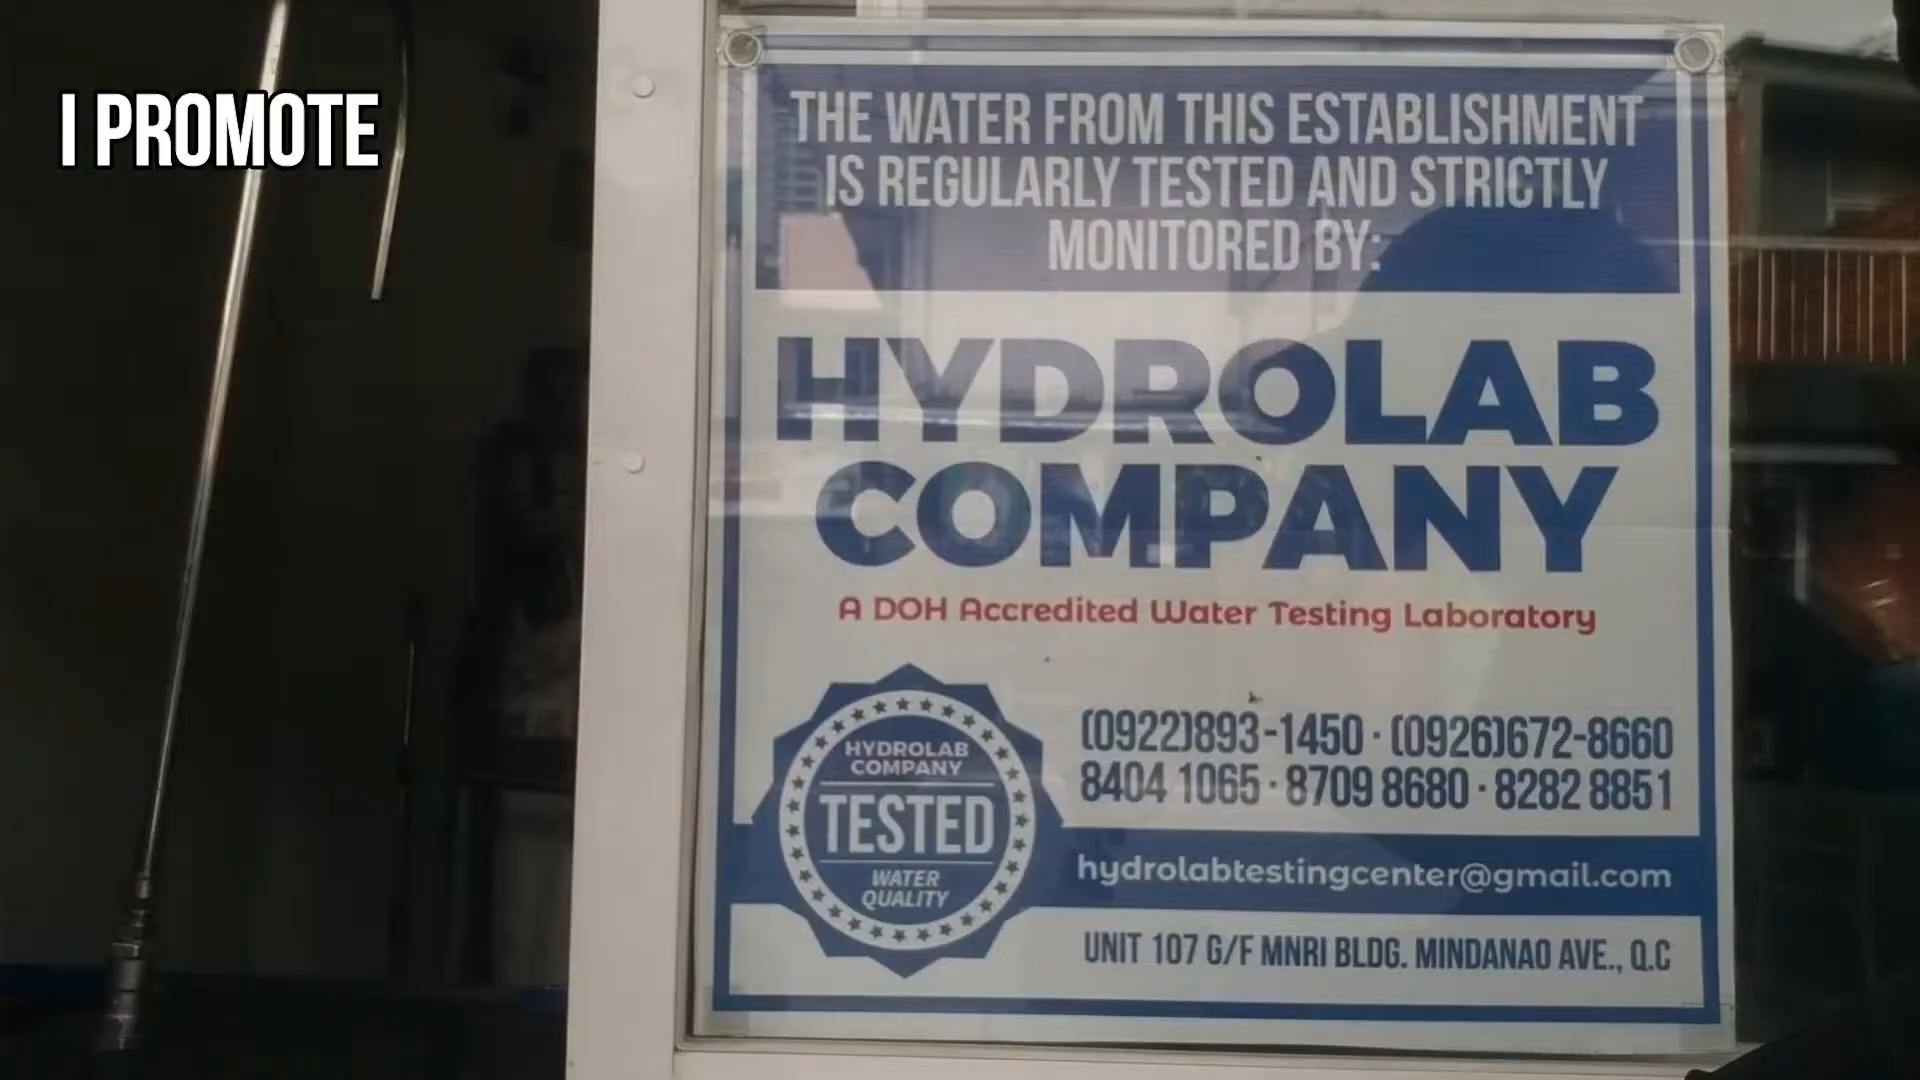 I PROMOTE
THE WATER FROM THIS ESTABLISHMENT
IS REGULARLY TESTED AND STRICTLY
MONITORED BY:
HYDROLAB
COMPANY
A DOH Accredited Water Testing Laboratory
HYDROLAB
COMPANY
TESTED
WATER
QUALITY
(0922)893-1450 · (0926)672-8660
8404 1065 · 8709 8680 · 8282 8851
hydrolabtestingcenter@gmail.com
UNIT 107 G/F MNRI BLDG. MINDANAO AVE., Q.C